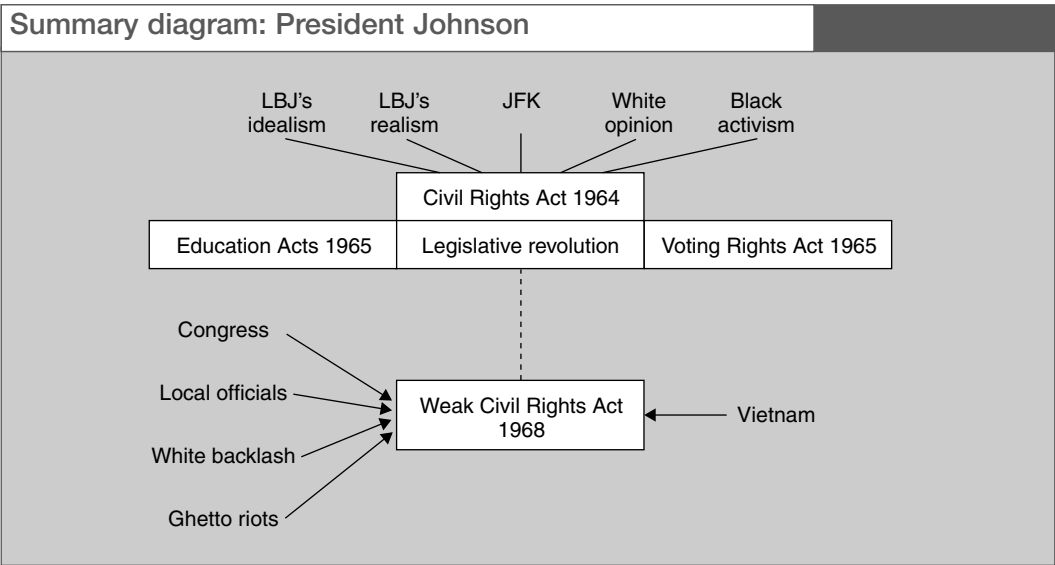 Summary diagram: President Johnson
LBJ's
idealism
LBJ's
realism
JFK
White
opinion
Black
activism
Civil Rights Act 1964
Education Acts 1965
Legislative revolution
Voting Rights Act 1965
Congress
Local officials
White backlash
Ghetto riots
Weak Civil Rights Act
1968
Vietnam